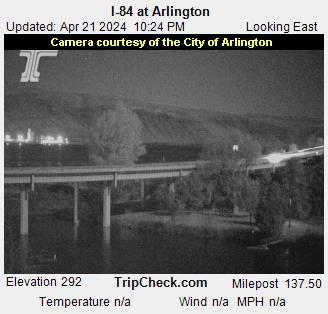 I-84 at Arlington
Updated: Apr 21 2024 10:24 PM Looking East
Camera courtesy of the City of Arlington
Elevation 292 TripCheck.com Milepost 137.50
Temperature n/a Wind n/a MPH n/a